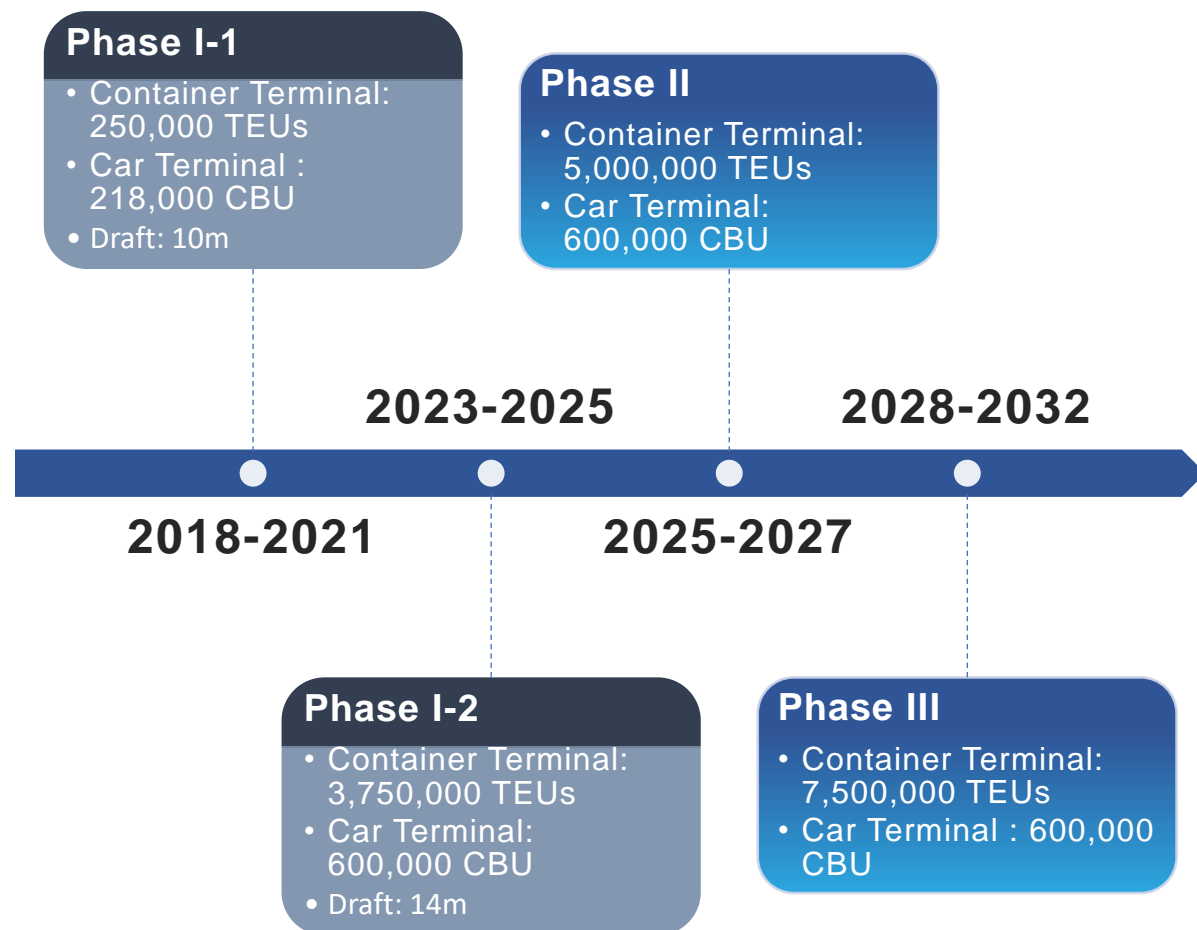 Phase I-1
• Container Terminal:
250,000 TEUs
• Car Terminal :
218,000 CBU
• Draft: 10m
Phase II
• Container Terminal:
5,000,000 TEUs
• Car Terminal:
600,000 CBU
2023-2025
2028-2032
2018-2021
2025-2027
Phase I-2
• Container Terminal:
3,750,000 TEUs
• Car Terminal:
600,000 CBU
• Draft: 14m
Phase III
• Container Terminal:
7,500,000 TEUs
• Car Terminal : 600,000
CBU